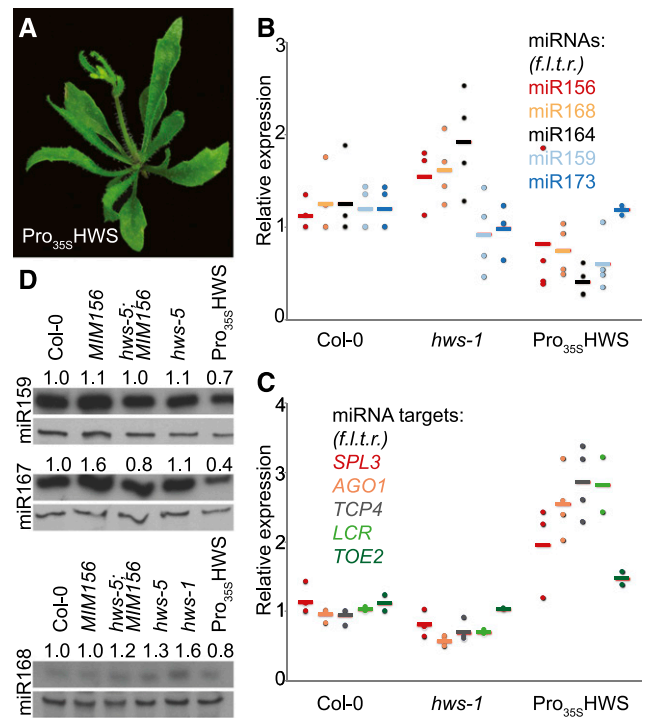 A
Pro35SHWS
B
3
2
1
0
Relative expression
miRNAs:
(f.l.t.r.)
miR156
miR168
miR164
miR159
miR173
Col-0
hws-1
Pro35SHWS
C
4
3
2
1
0
Relative expression
miRNA targets:
(f.l.t.r.)
SPL3
AGO1
TCP4
LCR
TOE2
Col-0
hws-1
Pro35SHWS
D
Col-0
MIM156
hws-5;
MIM156
hws-5
Pro35SHWS
1.0 1.1 1.0 1.1 0.7
miR159
1.0 1.6 0.8 1.1 0.4
miR167
Col-0
MIM156
hws-5;
MIM156
hws-5
hws-1
Pro35SHWS
1.0 1.0 1.2 1.3 1.6 0.8
miR168